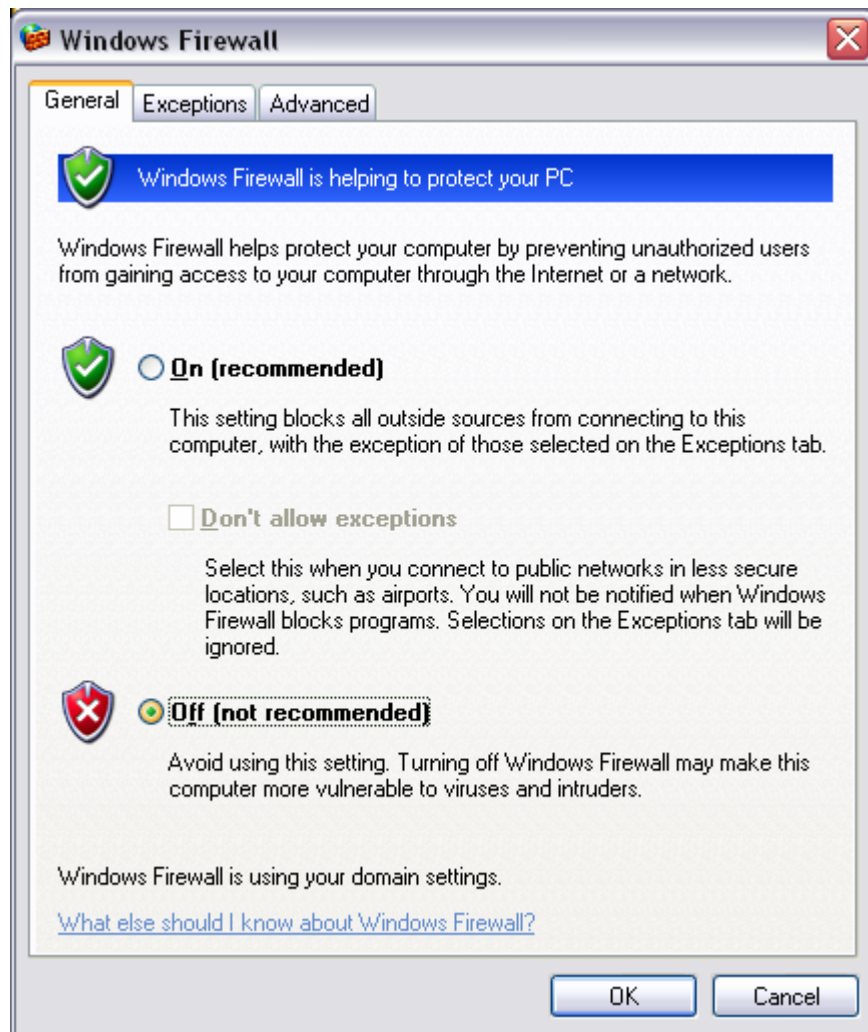 Windows Firewall
General Exceptions Advanced
Windows Firewall is helping to protect your PC
Windows Firewall helps protect your computer by preventing unauthorized users
from gaining access to your computer through the Internet or a network.
On (recommended)
This setting blocks all outside sources from connecting to this
computer, with the exception of those selected on the Exceptions tab.
Don't allow exceptions
Select this when you connect to public networks in less secure
locations, such as airports. You will not be notified when Windows
Firewall blocks programs. Selections on the Exceptions tab will be
ignored.
Off (not recommended)
Avoid using this setting. Turning off Windows Firewall may make this
computer more vulnerable to viruses and intruders.
Windows Firewall is using your domain settings.
What else should I know about Windows Firewall?
OK Cancel